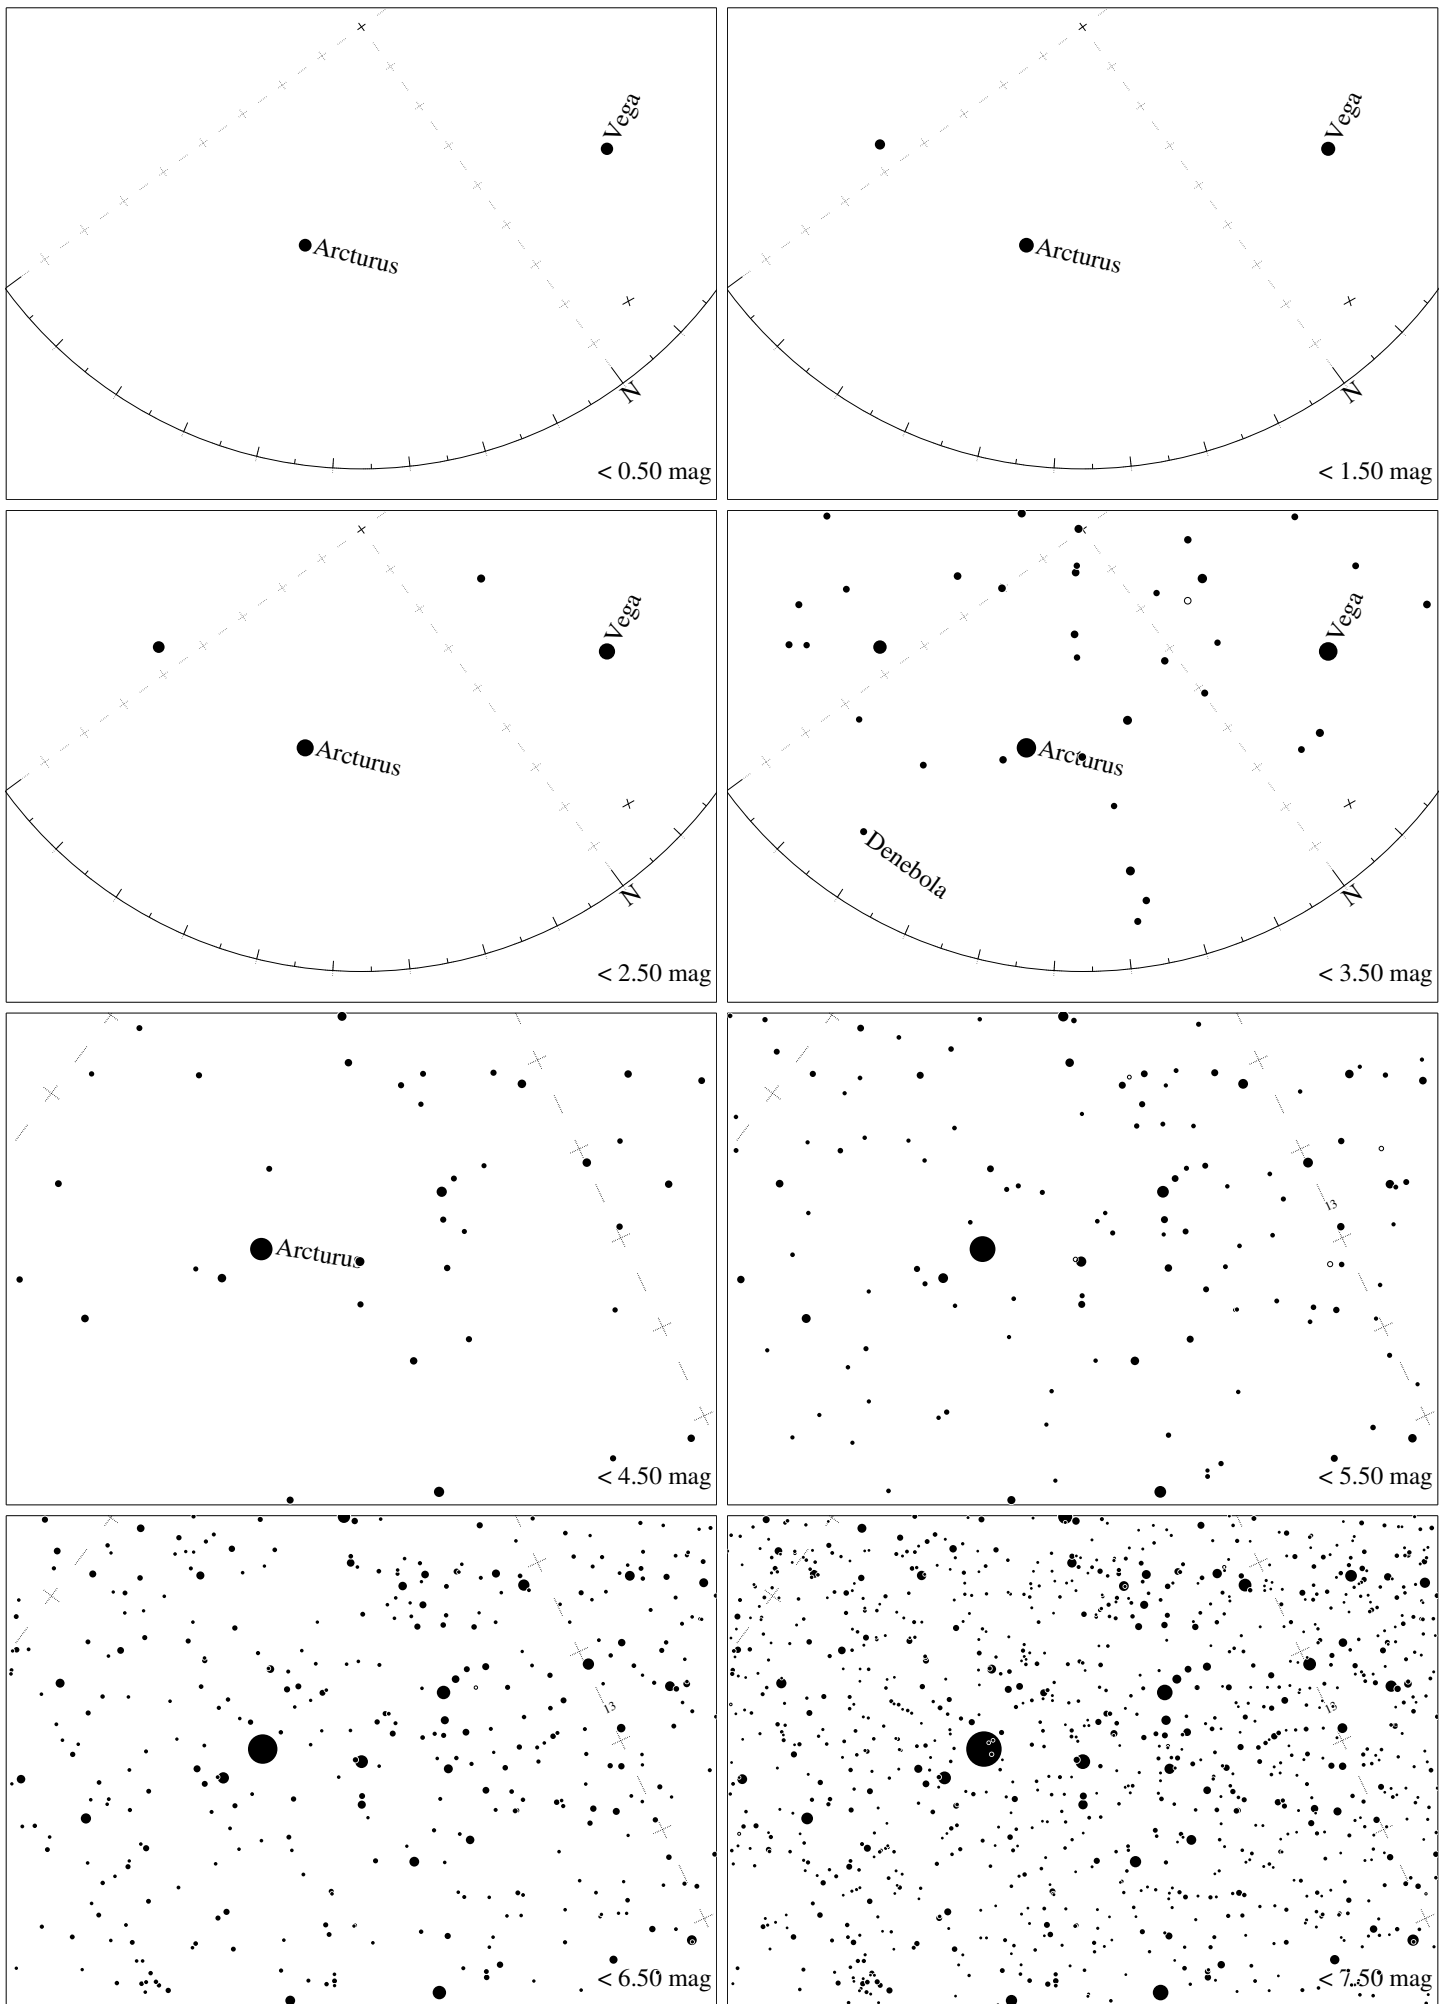 Vega
Arcturus
N
< 0.50 mag
Vega
Arcturus
N
< 1.50 mag
Vega
Arcturus
N
< 2.50 mag
Vega
Arcturus
Denebola
N
< 3.50 mag
Arcturus
< 4.50 mag
13
< 5.50 mag
13
< 6.50 mag
13
< 7.50 mag